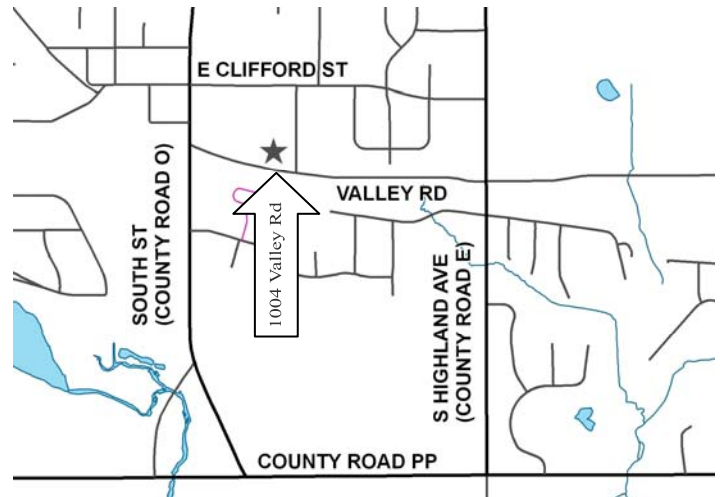 E CLIFFORD ST
VALLEY RD
1004 Valley Rd
SOUTH ST
(COUNTY ROAD O)
S HIGHLAND AVE
(COUNTY ROAD E)
COUNTY ROAD PP